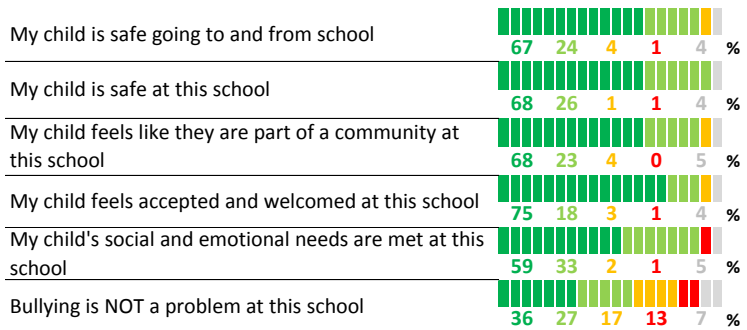 My child is safe going to and from school
67 24 4 1 4 %
My child is safe at this school
68 26 1 1 4 %
My child feels like they are part of a community at
this school
68 23 4 0 5 %
My child feels accepted and welcomed at this school
75 18 3 1 4 %
My child's social and emotional needs are met at this
school
59 33 2 1 5 %
Bullying is NOT a problem at this school
36 27 17 13 7 %